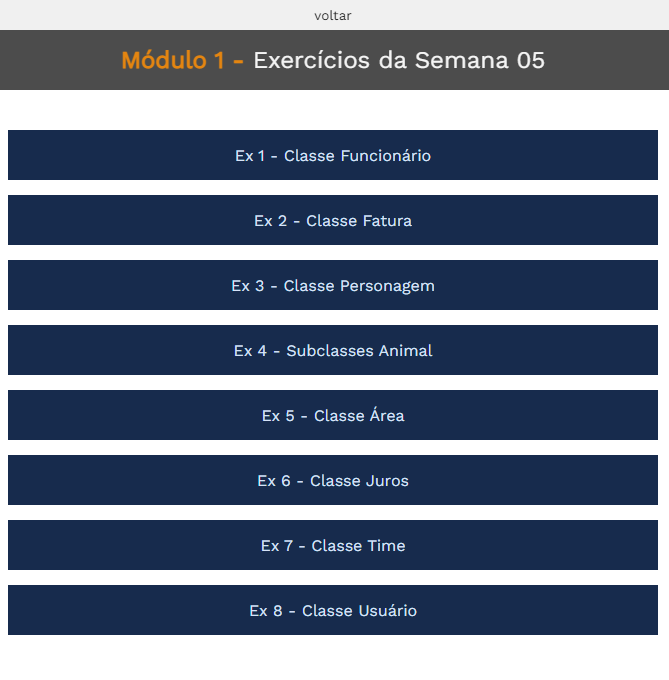 voltar
Módulo 1 - Exercícios da Semana 05
Ex 1 - Classe Funcionário
Ex 2 - Classe Fatura
Ex 3 - Classe Personagem
Ex 4 - Subclasses Animal
Ex 5 - Classe Área
Ex 6 - Classe Juros
Ex 7 - Classe Time
Ex 8 - Classe Usuário